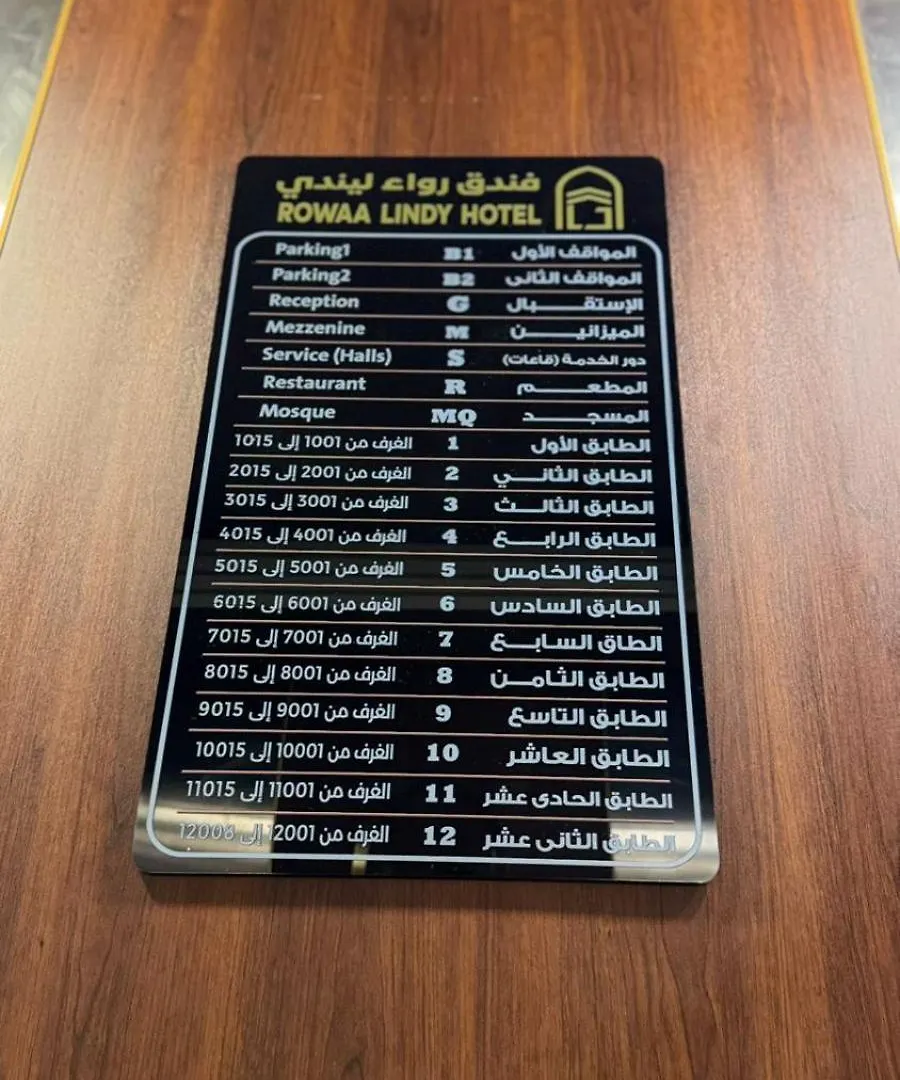 فندق رواء ليندي
ROWAA LINDY HOTEL
Parking1 B1 المواقف الأول
Parking2 B2 المواقف الثانى
Reception G الإستقبال
Mezzenine M الميزانين
Service (Halls) S دور الخدمة (قاعات)
Restaurant R المطعم
Mosque MQ المسجد
الطابق الأول 1 الغرف من 1001 إلى 1015
الطابق الثاني 2 الغرف من 2001 إلى 2015
الطابق الثالث 3 الغرف من 3001 إلى 3015
الطابق الرابع 4 الغرف من 4001 إلى 4015
الطابق الخامس 5 الغرف من 5001 إلى 5015
الطابق السادس 6 الغرف من 6001 إلى 6015
الطاق السابع 7 الغرف من 7001 إلى 7015
الطابق الثامن 8 الغرف من 8001 إلى 8015
الطابق التاسع 9 الغرف من 9001 إلى 9015
الطابق العاشر 10 الغرف من 10001 إلى 10015
الطابق الحادى عشر 11 الغرف من 11001 إلى 11015
الطابق الثانى عشر 12 الغرف من 12001 إلى 12008